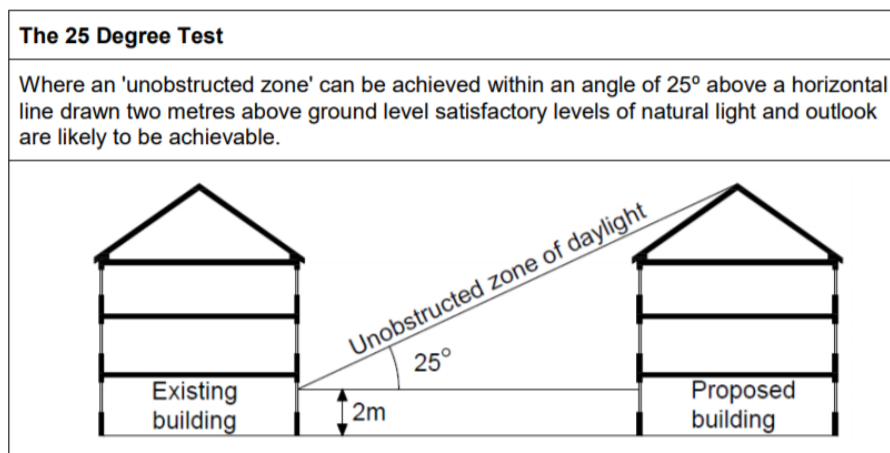 The 25 Degree Test
Where an 'unobstructed zone' can be achieved within an angle of 25º above a horizontal
line drawn two metres above ground level satisfactory levels of natural light and outlook
are likely to be achievable.
Unobstructed zone of daylight
25°
Existing
building
2m
Proposed
building